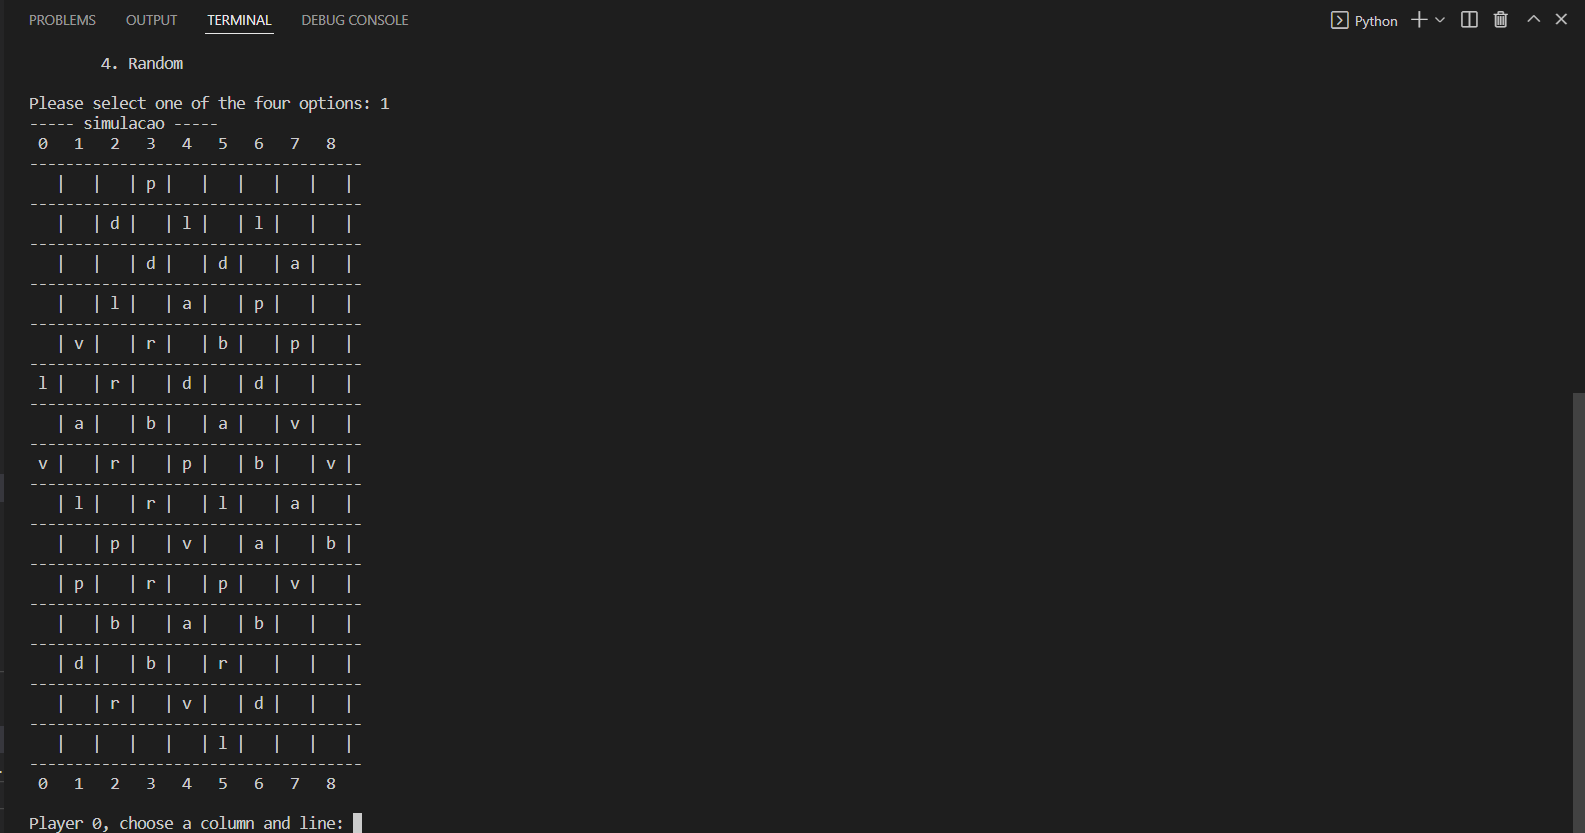 PROBLEMS OUTPUT TERMINAL DEBUG CONSOLE Python
        4. Random
Please select one of the four options: 1
----- simulacao -----
 0   1   2   3   4   5   6   7   8
-------------------------------------
   |   |   | p |   |   |   |   |   |
-------------------------------------
   |   | d |   | l |   | l |   |   |
-------------------------------------
   |   |   | d |   | d |   | a |   |
-------------------------------------
   |   | l |   | a |   | p |   |   |
-------------------------------------
   | v |   | r |   | b |   | p |   |
-------------------------------------
 l |   | r |   | d |   | d |   |   |
-------------------------------------
   | a |   | b |   | a |   | v |   |
-------------------------------------
 v |   | r |   | p |   | b |   | v |
-------------------------------------
   | l |   | r |   | l |   | a |   |
-------------------------------------
   |   | p |   | v |   | a |   | b |
-------------------------------------
   | p |   | r |   | p |   | v |   |
-------------------------------------
   |   | b |   | a |   | b |   |   |
-------------------------------------
   | d |   | b |   | r |   |   |   |
-------------------------------------
   |   | r |   | v |   | d |   |   |
-------------------------------------
   |   |   |   |   | l |   |   |   |
-------------------------------------
 0   1   2   3   4   5   6   7   8
Player 0, choose a column and line: